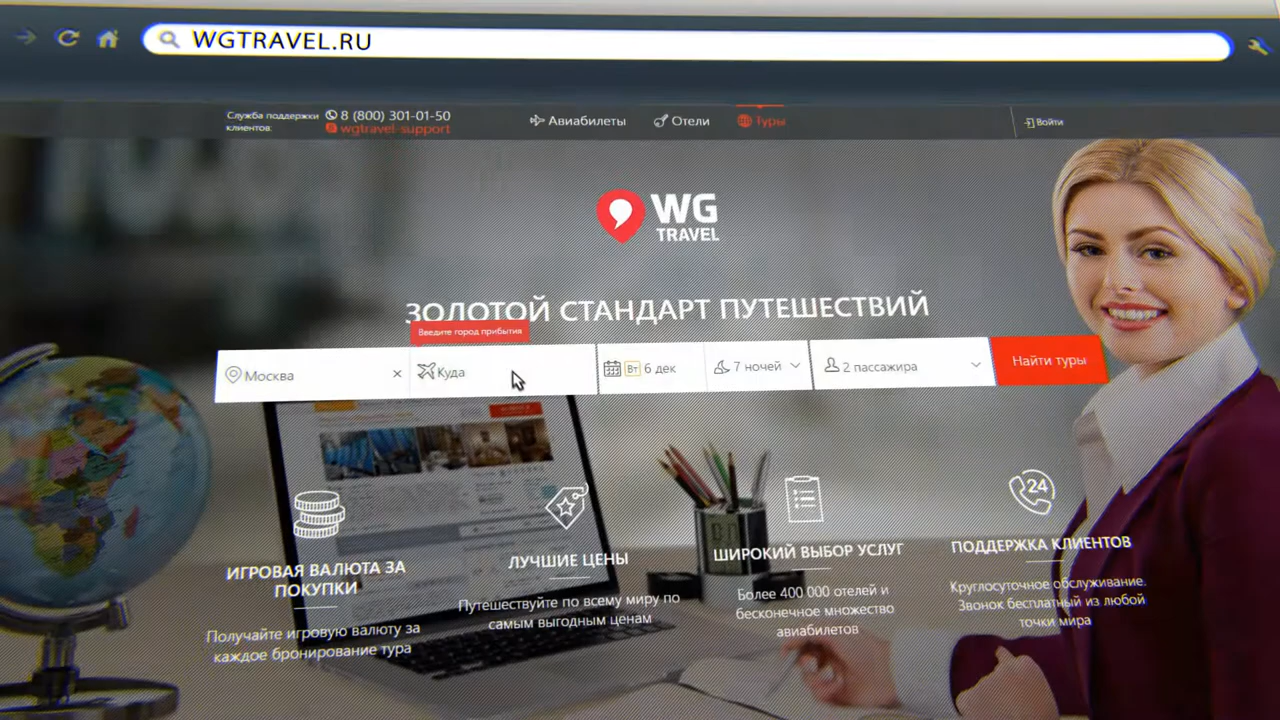 WGTRAVEL.RU
Служба поддержки
клиентов:
8 (800) 301-01-50
wgtravel-support
Авиабилеты
Отели
Туры
Войти
WG
TRAVEL
ЗОЛОТОЙ СТАНДАРТ ПУТЕШЕСТВИЙ
Введите город прибытия
Москва
Куда
Вт 6 дек
7 ночей
2 пассажира
Найти туры
ИГРОВАЯ ВАЛЮТА ЗА
ПОКУПКИ
Получайте игровую валюту за
каждое бронирование тура
ЛУЧШИЕ ЦЕНЫ
Путешествуйте по всему миру по
самым выгодным ценам
ШИРОКИЙ ВЫБОР УСЛУГ
Более 400 000 отелей и
бесконечное множество
авиабилетов
24
ПОДДЕРЖКА КЛИЕНТОВ
Круглосуточное обслуживание.
Звонок бесплатный из любой
точки мира